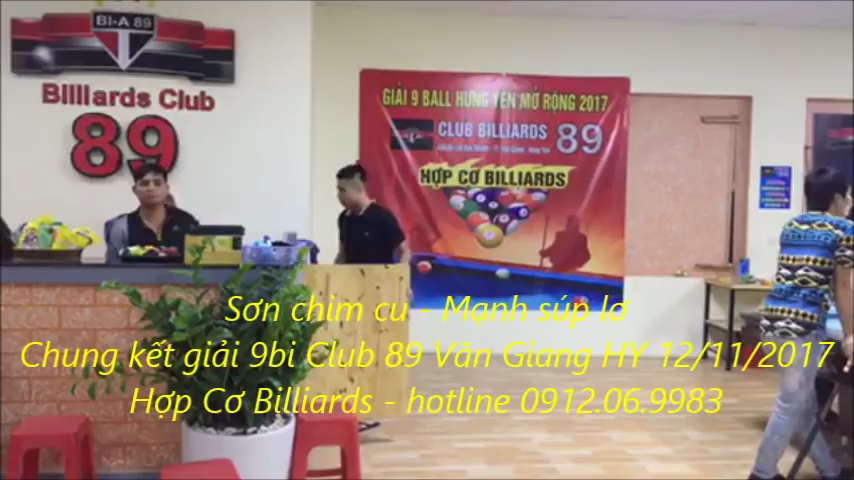 BI-A 89
Billiards Club
89
GIẢI 9 BALL HƯNG YÊN MỞ RỘNG 2017
CLUB BILLIARDS 89
HỢP CƠ BILLIARDS
Sơn chim cu - Mạnh súp lơ
Chung kết giải 9bi Club 89 Văn Giang HY 12/11/2017
Hợp Cơ Billiards - hotline 0912.06.9983